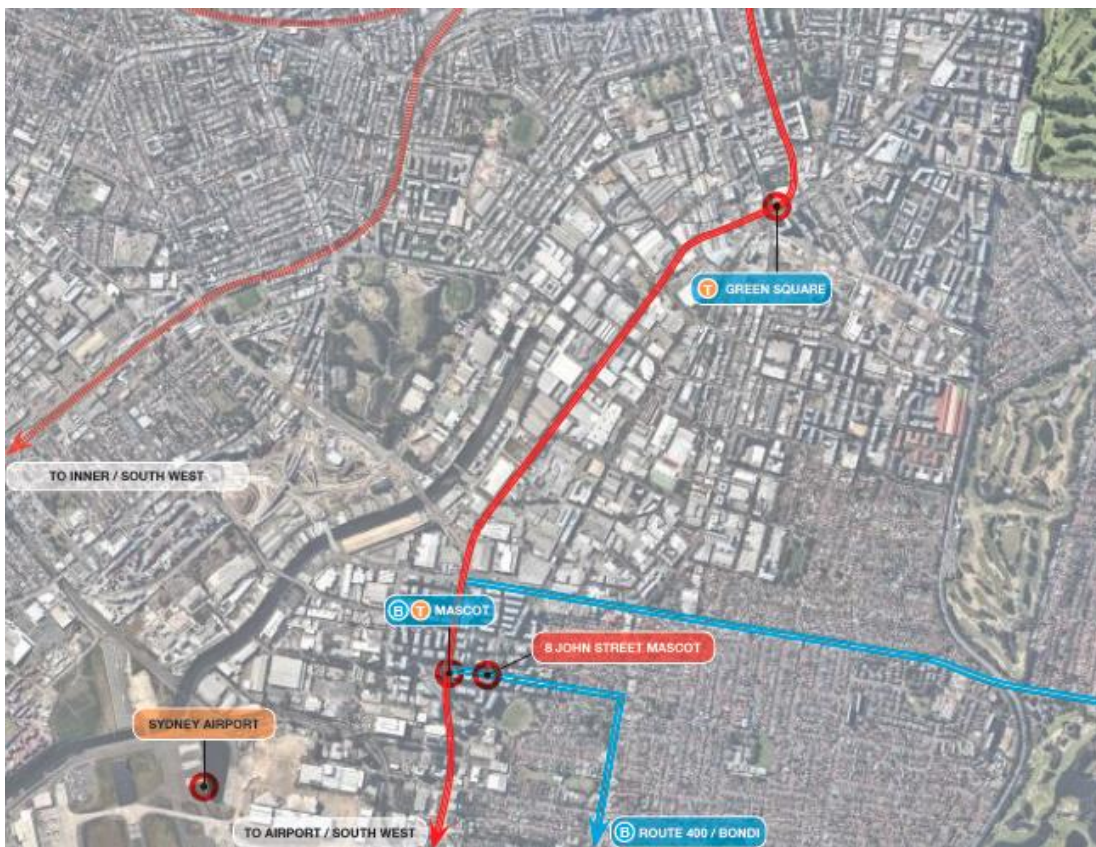 T GREEN SQUARE
TO INNER / SOUTH WEST
B T MASCOT
8 JOHN STREET MASCOT
SYDNEY AIRPORT
TO AIRPORT / SOUTH WEST
B ROUTE 400 / BONDI